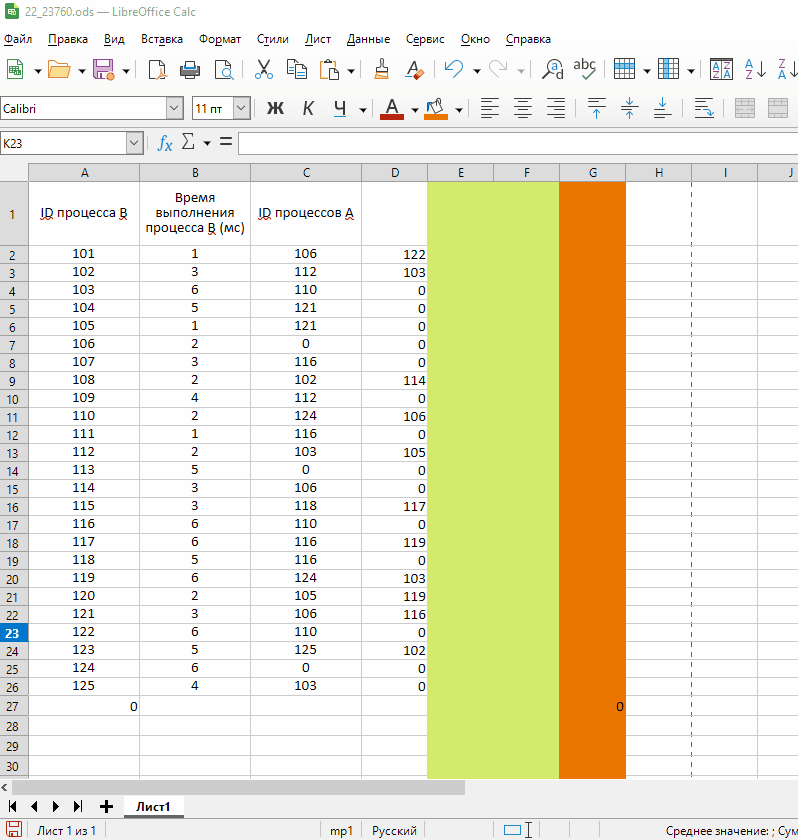 22_23760.ods — LibreOffice Calc
Файл Правка Вид Вставка Формат Стили Лист Данные Сервис Окно Справка
Calibri 11 пт Ж К Ч А
K23 fx Σ =
A B C D E F G H I J
1 ID процесса B Время выполнения процесса B (мс) ID процессов A
2 101 1 106 122
3 102 3 112 103
4 103 6 110 0
5 104 5 121 0
6 105 1 121 0
7 106 2 0 0
8 107 3 116 0
9 108 2 102 114
10 109 4 112 0
11 110 2 124 106
12 111 1 116 0
13 112 2 103 105
14 113 5 0 0
15 114 3 106 0
16 115 3 118 117
17 116 6 110 0
18 117 6 116 119
19 118 5 116 0
20 119 6 124 103
21 120 2 105 119
22 121 3 106 116
23 122 6 110 0
24 123 5 125 102
25 124 6 0 0
26 125 4 103 0
27 0 0
28
29
30
Лист1
Лист 1 из 1 mp1 Русский Среднее значение: ; Сум